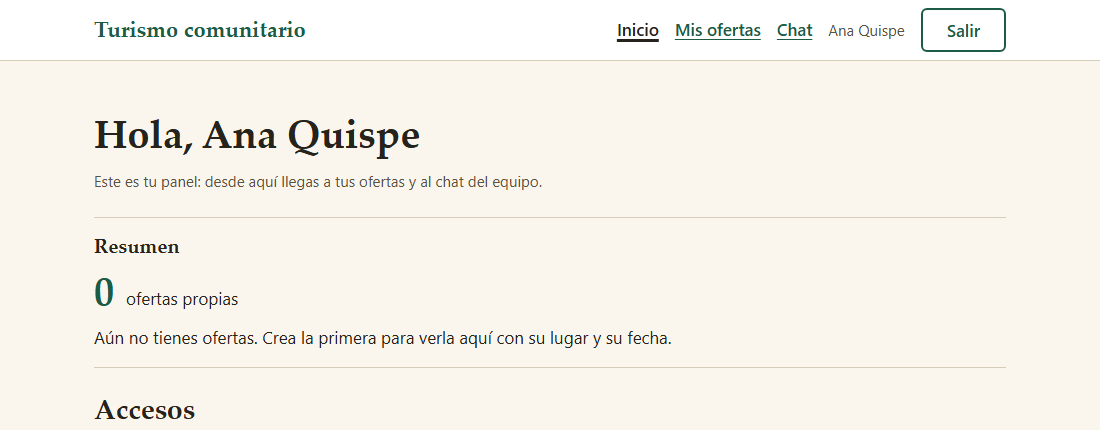 Turismo comunitario
Inicio Mis ofertas Chat Ana Quispe Salir
Hola, Ana Quispe
Este es tu panel: desde aquí llegas a tus ofertas y al chat del equipo.
Resumen
0 ofertas propias
Aún no tienes ofertas. Crea la primera para verla aquí con su lugar y su fecha.
Accesos